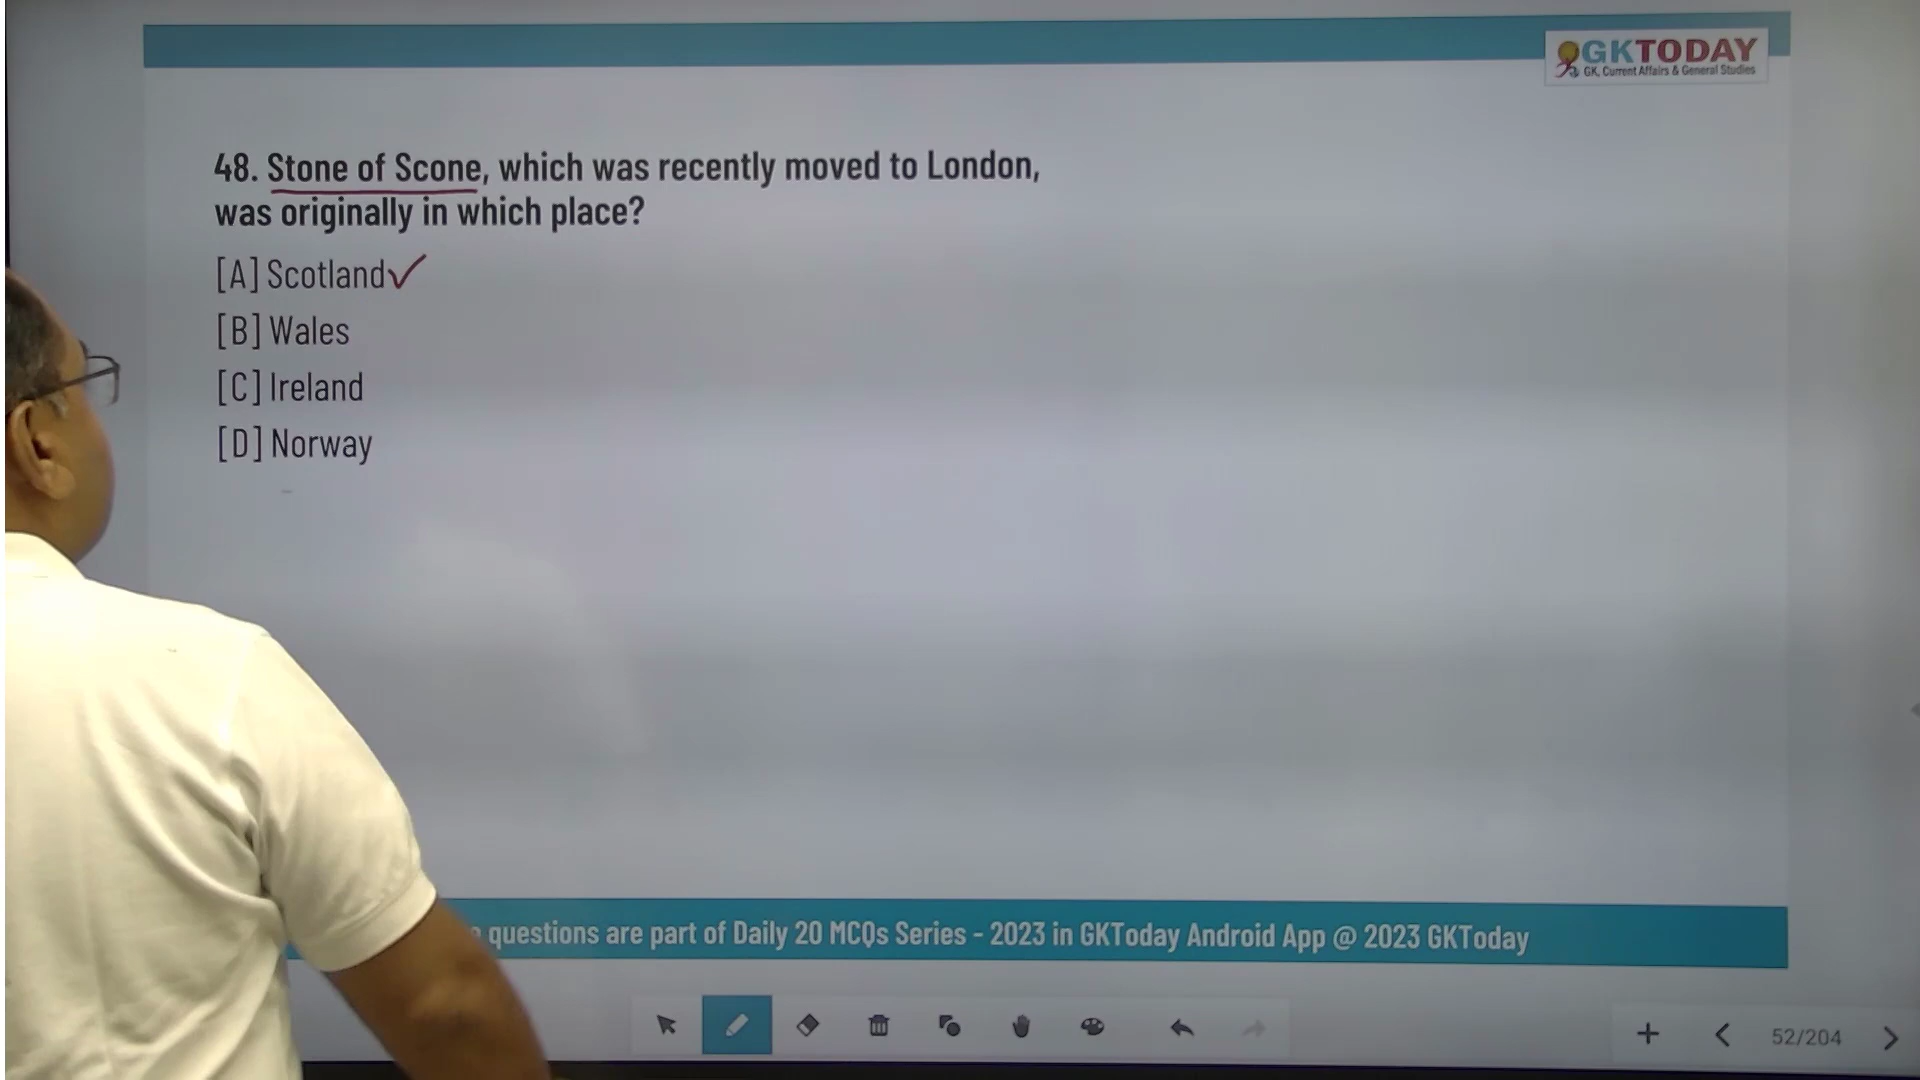 GKTODAY
GK, Current Affairs & General Studies
48. Stone of Scone, which was recently moved to London,
was originally in which place?
[A] Scotland
[B] Wales
[C] Ireland
[D] Norway
questions are part of Daily 20 MCQs Series - 2023 in GKToday Android App @ 2023 GKToday
52/204